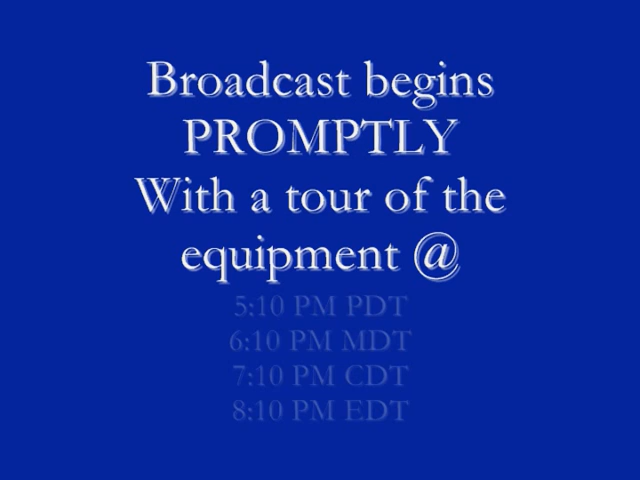 Broadcast begins
PROMPTLY
With a tour of the
equipment @
5:10 PM PDT
6:10 PM MDT
7:10 PM CDT
8:10 PM EDT